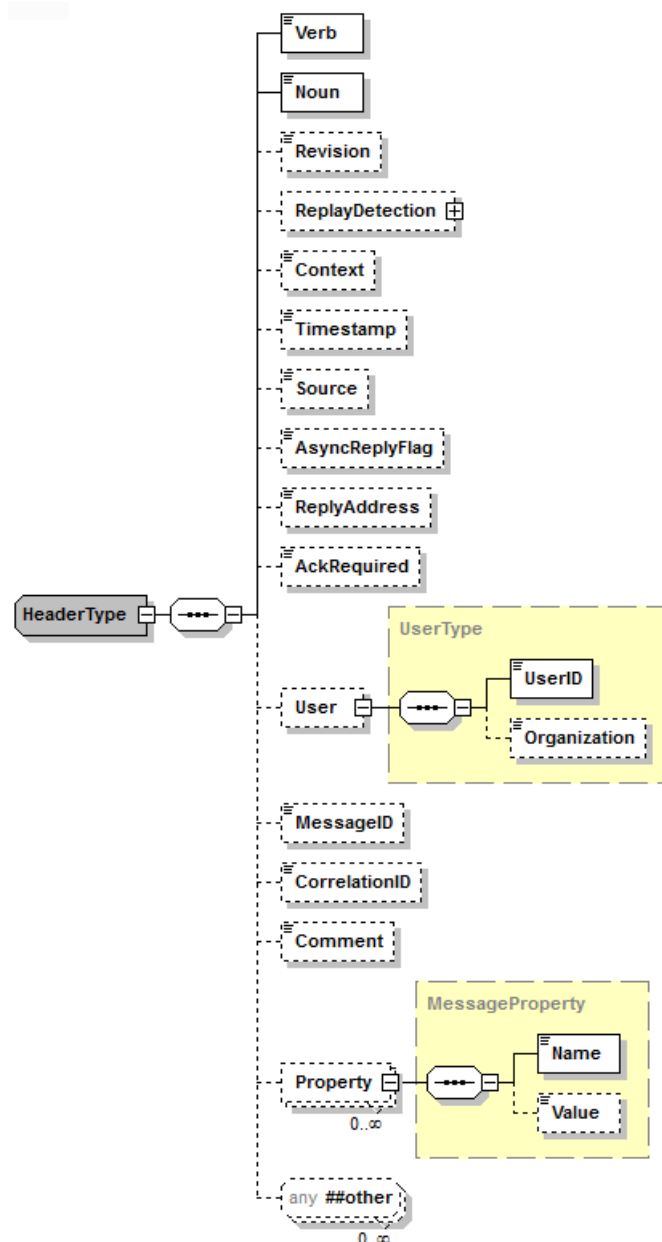 Verb
Noun
Revision
ReplayDetection
Context
Timestamp
Source
AsyncReplyFlag
ReplyAddress
AckRequired
HeaderType
UserType
UserID
User
Organization
MessageID
CorrelationID
Comment
MessageProperty
Name
Property
0..∞
Value
any ##other
0..∞